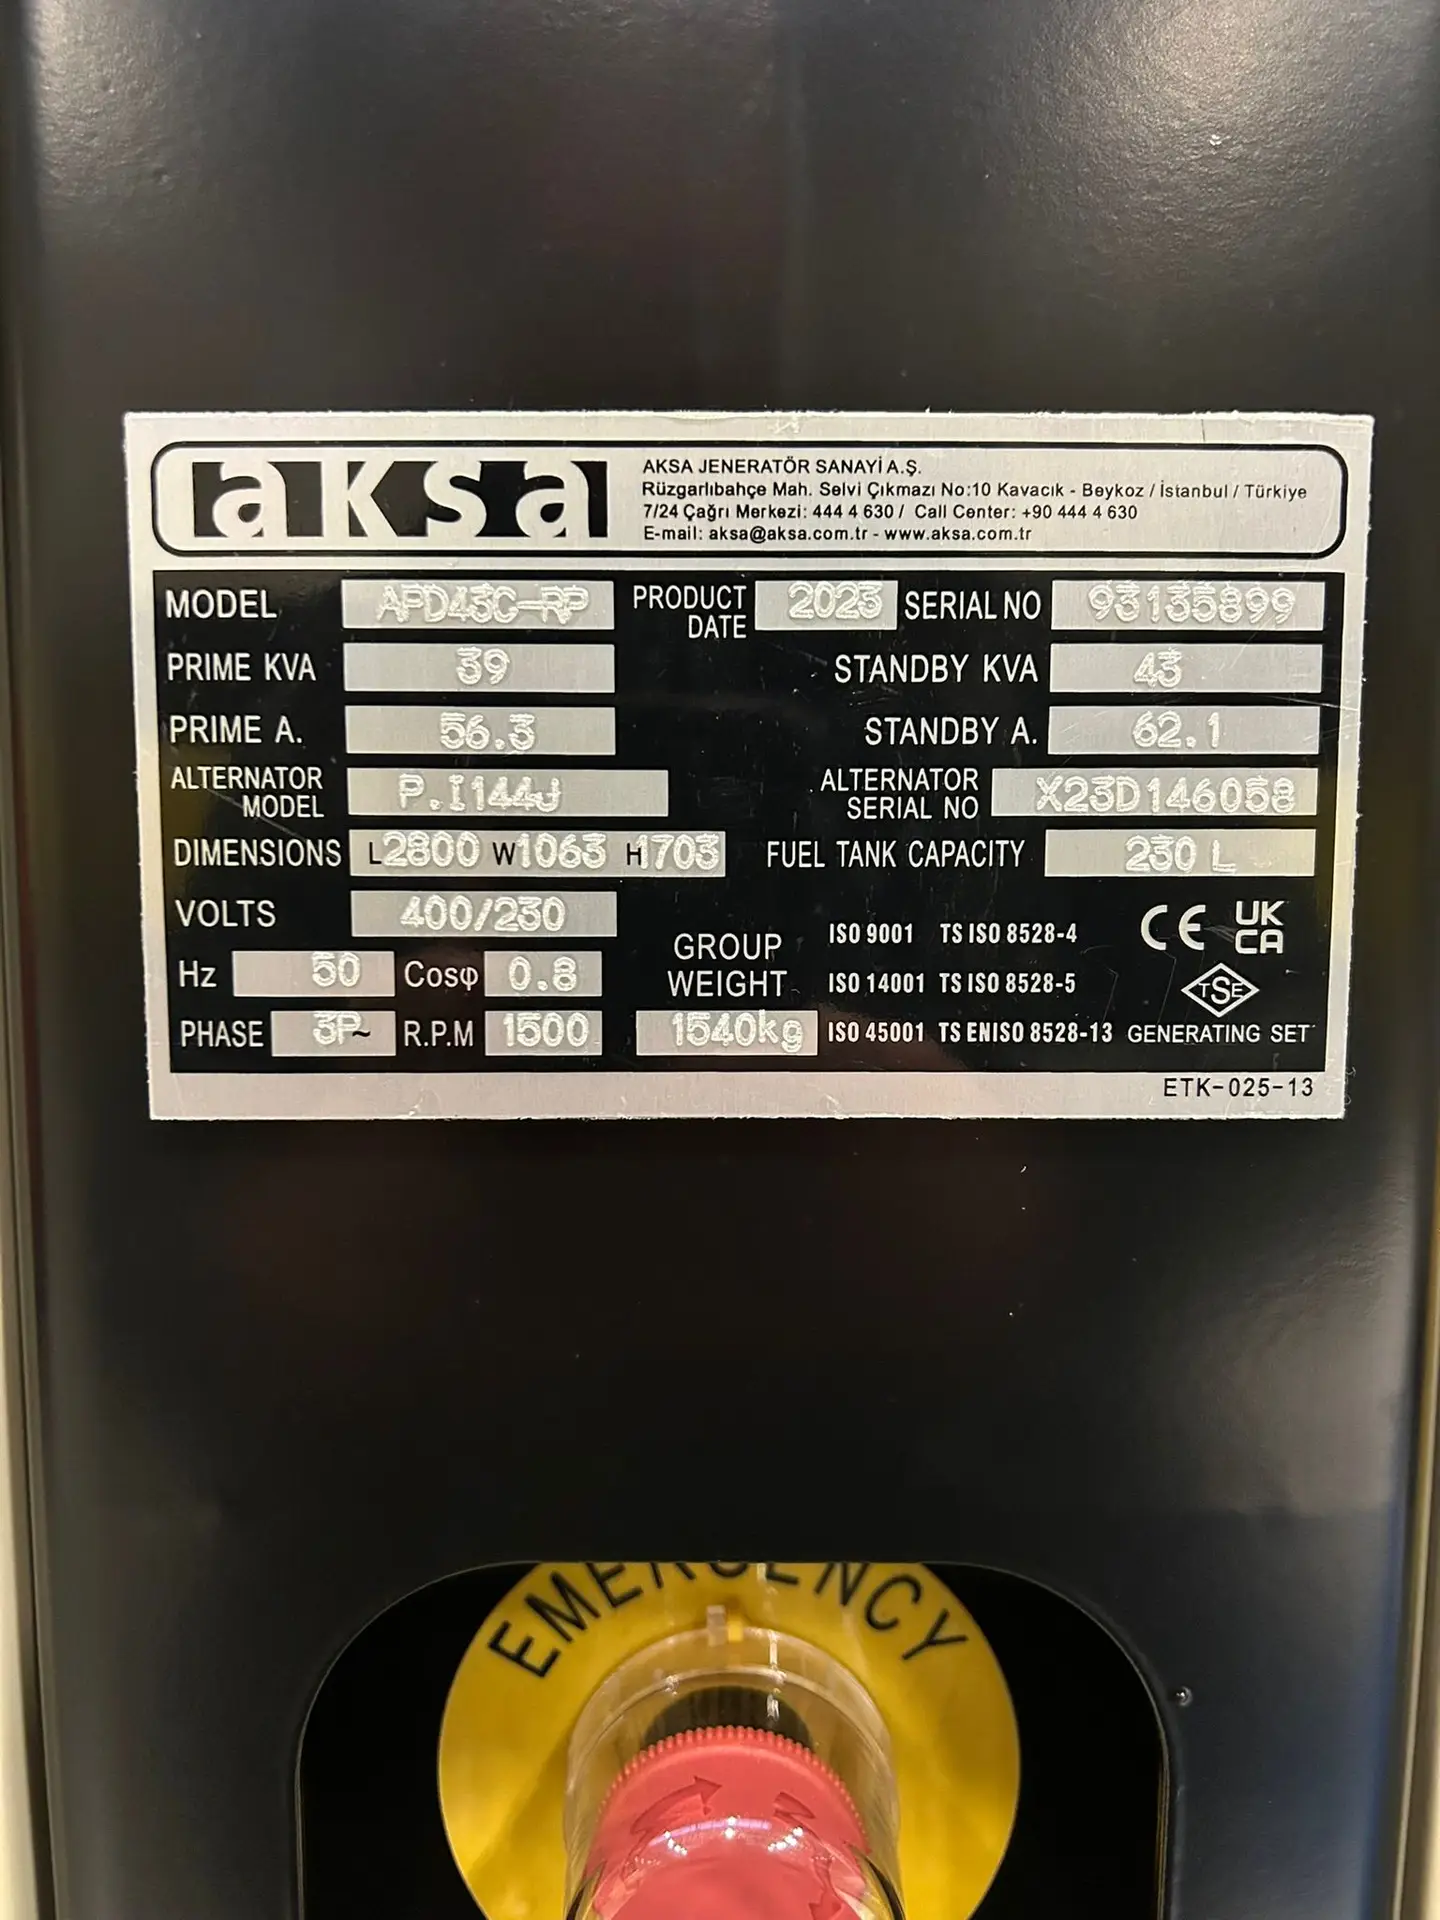 aksa
AKSA JENERATÖR SANAYİ A.Ş.
Rüzgarlıbahçe Mah. Selvi Çıkmazı No:10 Kavacık - Beykoz / İstanbul / Türkiye
7/24 Çağrı Merkezi: 444 4 630 / Call Center: +90 444 4 630
E-mail: aksa@aksa.com.tr - www.aksa.com.tr
MODEL APD43C-RP PRODUCT DATE 2023 SERIAL NO 93135899
PRIME KVA 39 STANDBY KVA 43
PRIME A. 56.3 STANDBY A. 62.1
ALTERNATOR MODEL P.I144J ALTERNATOR SERIAL NO X23D146058
DIMENSIONS L2800 W1063 H1703 FUEL TANK CAPACITY 230 L
VOLTS 400/230
Hz 50 Cosφ 0.8
PHASE 3P~ R.P.M 1500
GROUP WEIGHT 1540kg
ISO 9001 TS ISO 8528-4
ISO 14001 TS ISO 8528-5
ISO 45001 TS EN ISO 8528-13
CE UK CA
TSE
GENERATING SET
ETK-025-13
EMERGENCY